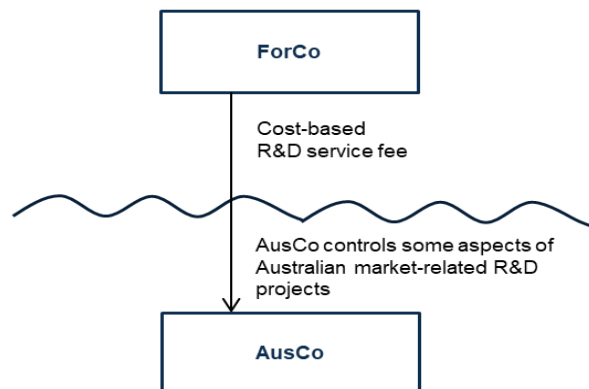 ForCo
Cost-based
R&D service fee
AusCo controls some aspects of
Australian market-related R&D
projects
AusCo